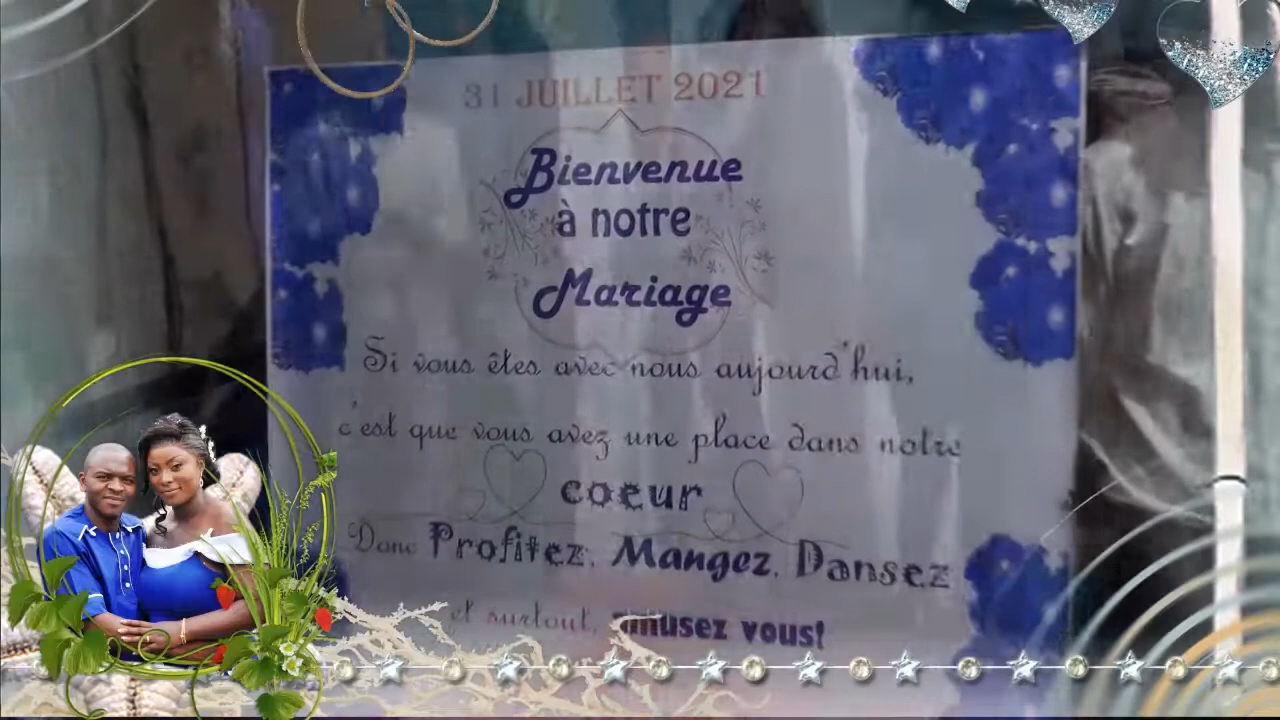 31 JUILLET 2021
Bienvenue
à notre
Mariage
Si vous êtes avec nous aujourd'hui,
c'est que vous avez une place dans notre
coeur
Donc Profitez, Mangez, Dansez
et surtout, amusez vous!